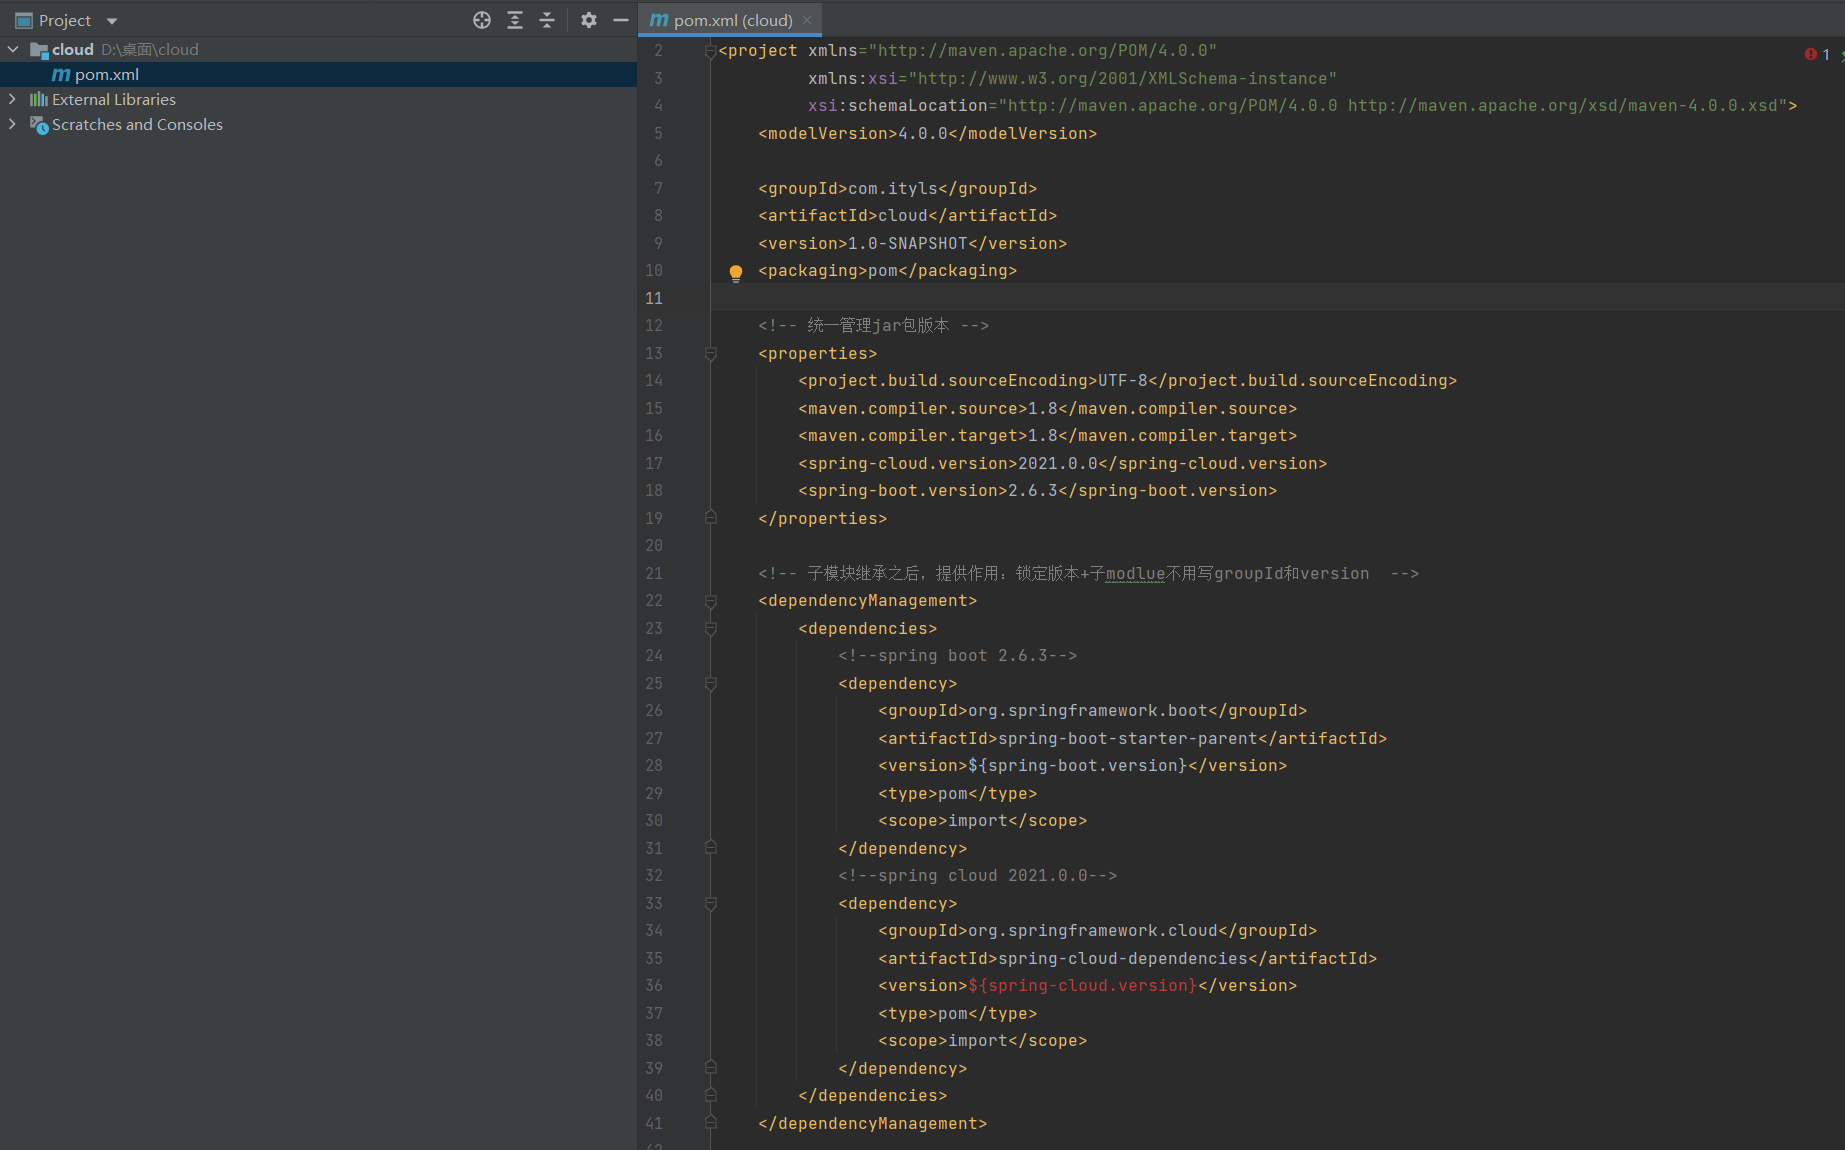 Project
cloud D:\桌面\cloud
pom.xml
External Libraries
Scratches and Consoles
pom.xml (cloud)
1
2 <project xmlns="http://maven.apache.org/POM/4.0.0"
3 xmlns:xsi="http://www.w3.org/2001/XMLSchema-instance"
4 xsi:schemaLocation="http://maven.apache.org/POM/4.0.0 http://maven.apache.org/xsd/maven-4.0.0.xsd">
5 <modelVersion>4.0.0</modelVersion>
6
7 <groupId>com.ityls</groupId>
8 <artifactId>cloud</artifactId>
9 <version>1.0-SNAPSHOT</version>
10 <packaging>pom</packaging>
11
12 <!-- 统一管理jar包版本 -->
13 <properties>
14 <project.build.sourceEncoding>UTF-8</project.build.sourceEncoding>
15 <maven.compiler.source>1.8</maven.compiler.source>
16 <maven.compiler.target>1.8</maven.compiler.target>
17 <spring-cloud.version>2021.0.0</spring-cloud.version>
18 <spring-boot.version>2.6.3</spring-boot.version>
19 </properties>
20
21 <!-- 子模块继承之后，提供作用：锁定版本+子modlue不用写groupId和version -->
22 <dependencyManagement>
23 <dependencies>
24 <!--spring boot 2.6.3-->
25 <dependency>
26 <groupId>org.springframework.boot</groupId>
27 <artifactId>spring-boot-starter-parent</artifactId>
28 <version>${spring-boot.version}</version>
29 <type>pom</type>
30 <scope>import</scope>
31 </dependency>
32 <!--spring cloud 2021.0.0-->
33 <dependency>
34 <groupId>org.springframework.cloud</groupId>
35 <artifactId>spring-cloud-dependencies</artifactId>
36 <version>${spring-cloud.version}</version>
37 <type>pom</type>
38 <scope>import</scope>
39 </dependency>
40 </dependencies>
41 </dependencyManagement>